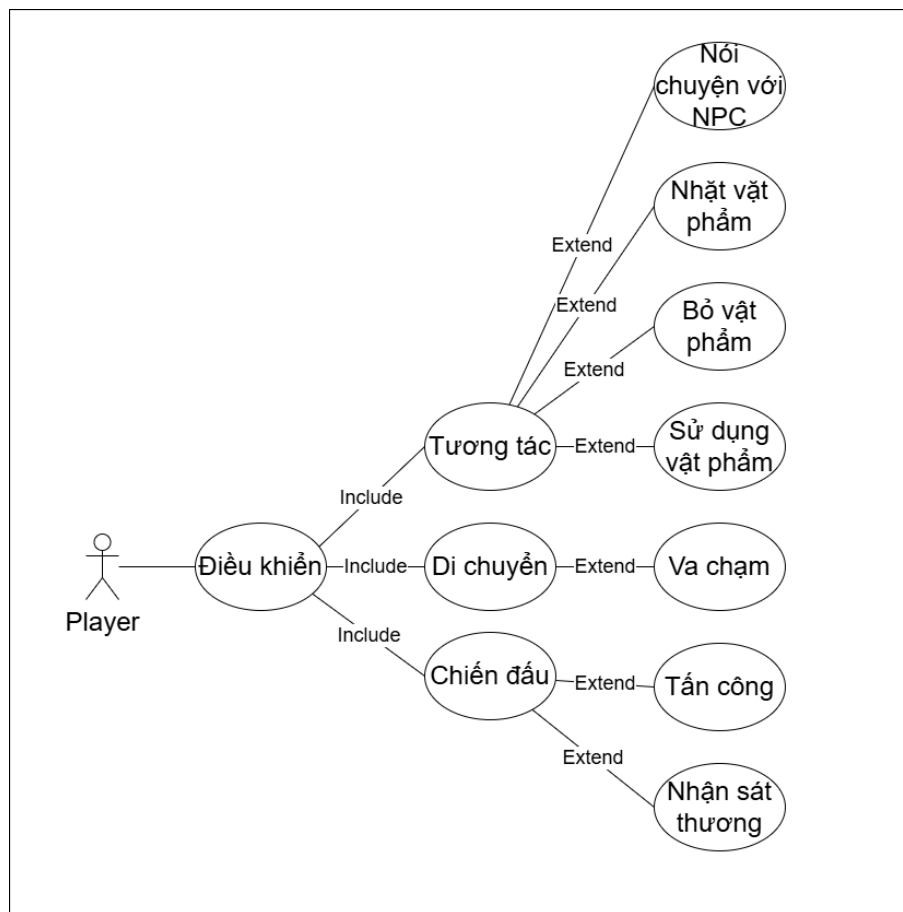 Nói
chuyện với
NPC
Nhặt vặt
phẩm
Extend
Extend
Bỏ vật
phẩm
Extend
Tương tác
Extend
Sử dụng
vật phẩm
Include
Điều khiển
Include
Di chuyển
Extend
Va chạm
Player
Include
Chiến đấu
Extend
Tấn công
Extend
Nhận sát
thương